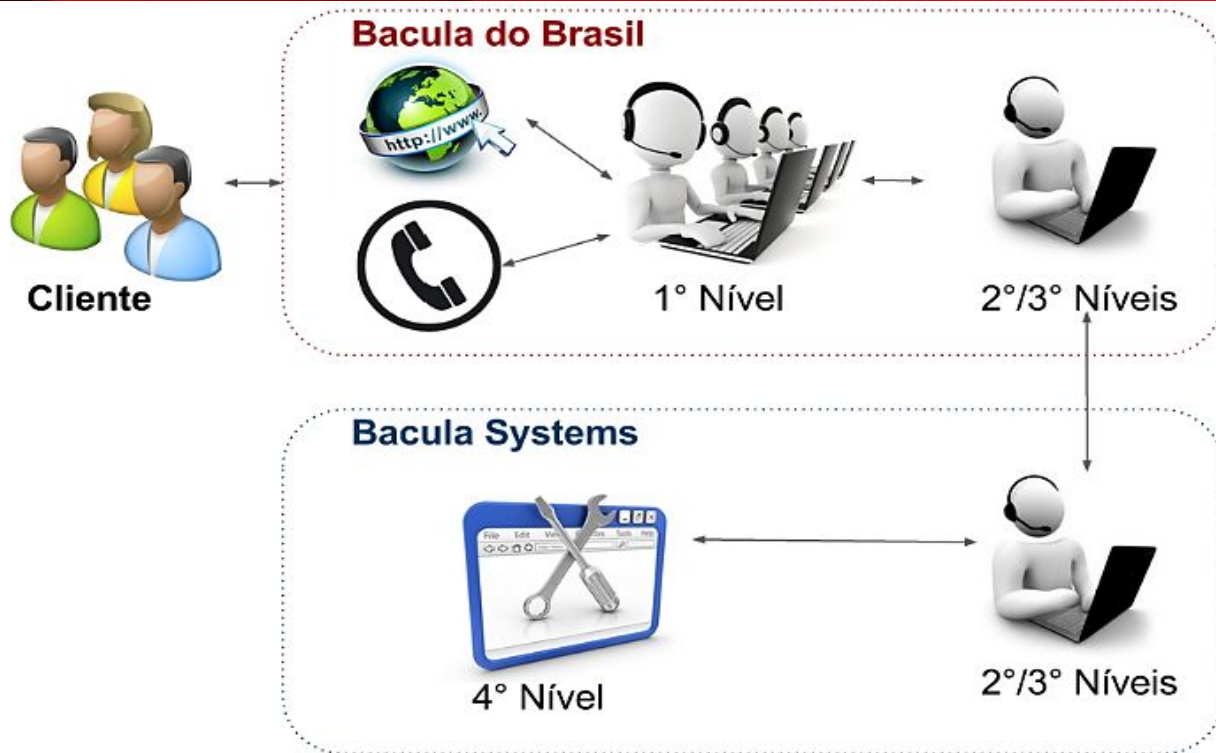 Bacula do Brasil
http://www.
Cliente
1° Nível
2°/3° Níveis
Bacula Systems
File Edit Tools Help
4° Nível
2°/3° Níveis